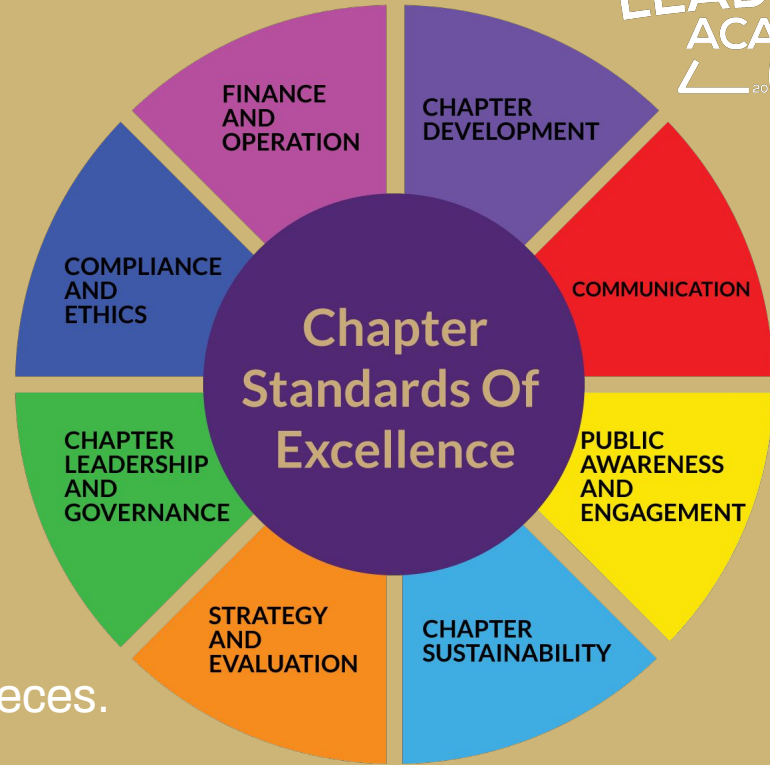 ACA
20
FINANCE
AND
OPERATION
CHAPTER
DEVELOPMENT
COMPLIANCE
AND
ETHICS
COMMUNICATION
Chapter
Standards Of
Excellence
CHAPTER
LEADERSHIP
AND
GOVERNANCE
PUBLIC
AWARENESS
AND
ENGAGEMENT
STRATEGY
AND
EVALUATION
CHAPTER
SUSTAINABILITY
eces.